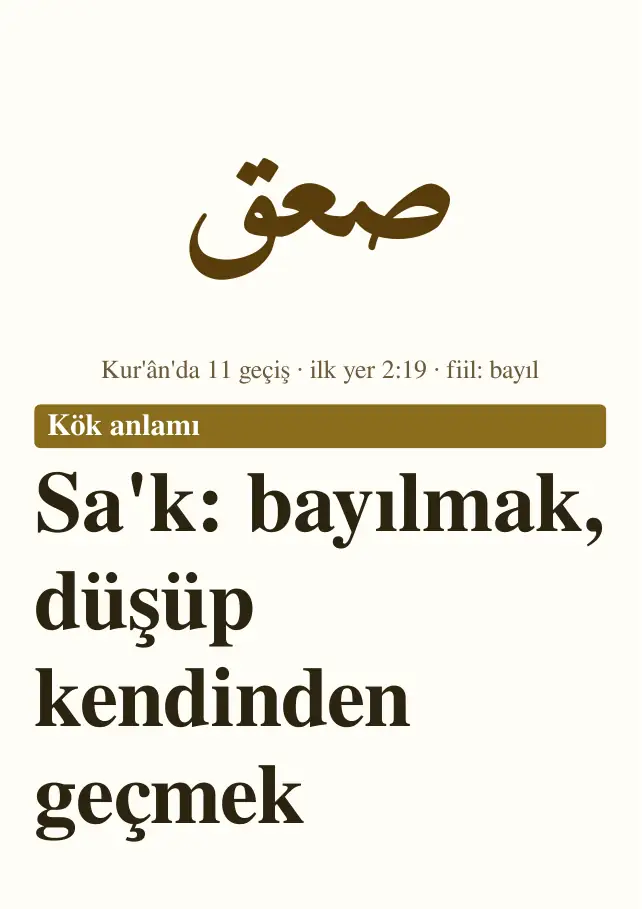 صعق
Kur'ân'da 11 geçiş · ilk yer 2:19 · fiil: bayıl
Kök anlamı
Sa'k: bayılmak,
düşüp
kendinden
geçmek